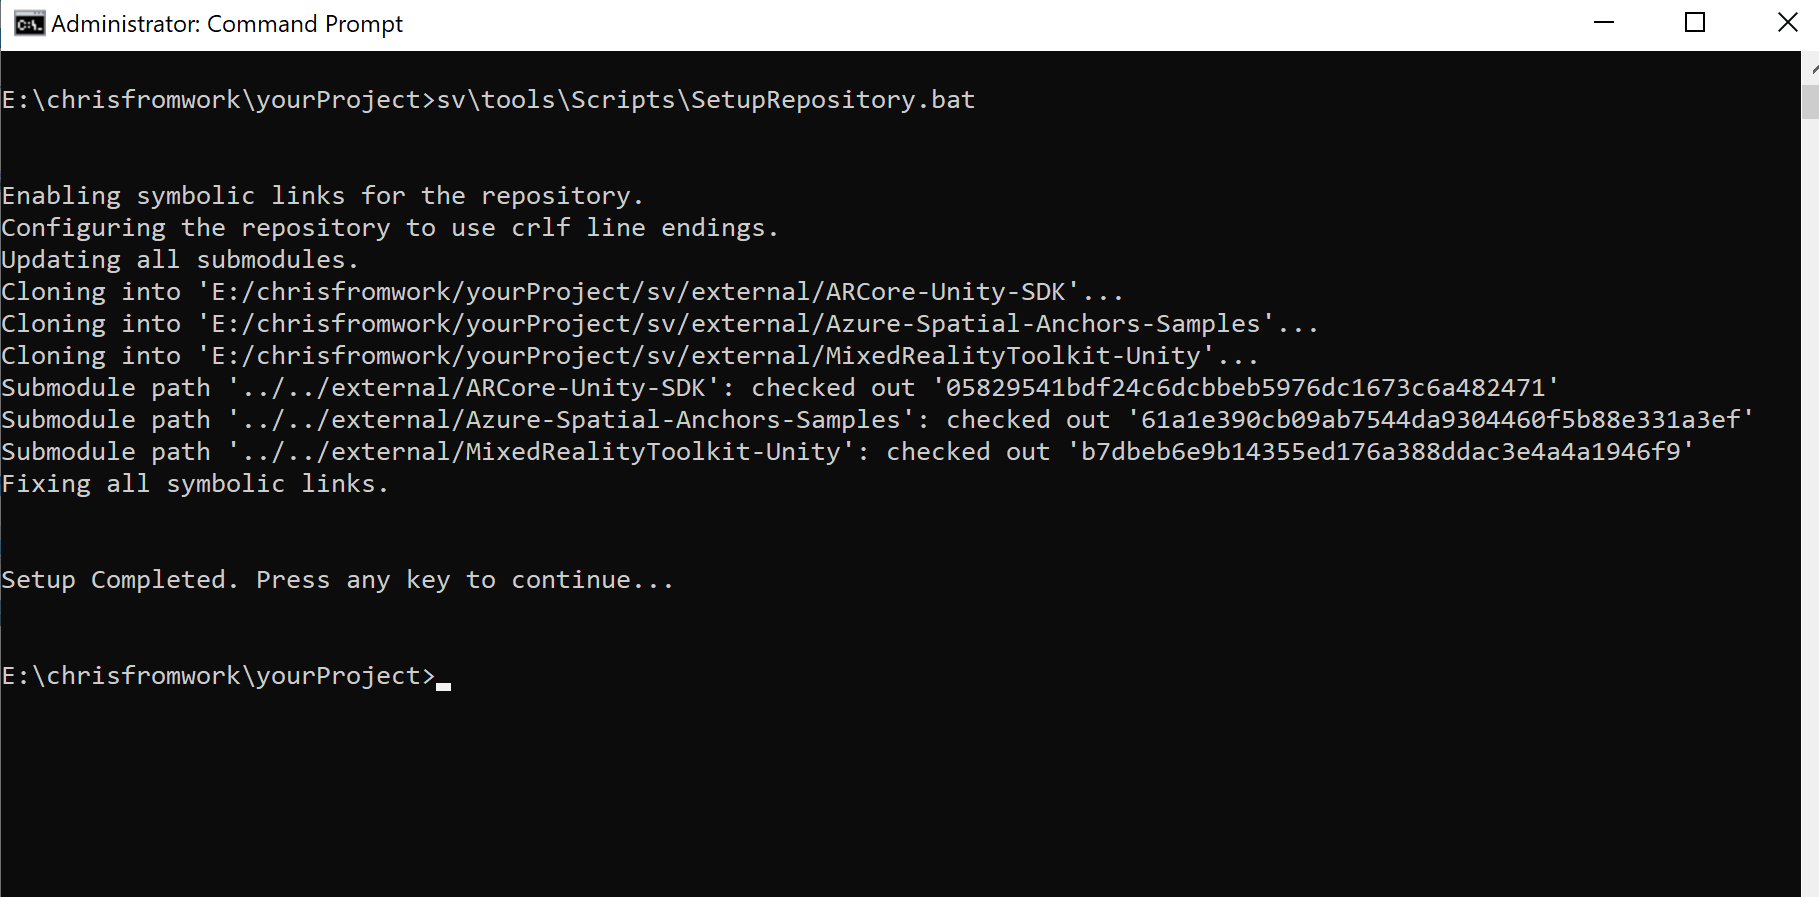 Administrator: Command Prompt
E:\chrisfromwork\yourProject>sv\tools\Scripts\SetupRepository.bat
Enabling symbolic links for the repository.
Configuring the repository to use crlf line endings.
Updating all submodules.
Cloning into 'E:/chrisfromwork/yourProject/sv/external/ARCore-Unity-SDK'...
Cloning into 'E:/chrisfromwork/yourProject/sv/external/Azure-Spatial-Anchors-Samples'...
Cloning into 'E:/chrisfromwork/yourProject/sv/external/MixedRealityToolkit-Unity'...
Submodule path '../../external/ARCore-Unity-SDK': checked out '05829541bdf24c6dcbbeb5976dc1673c6a482471'
Submodule path '../../external/Azure-Spatial-Anchors-Samples': checked out '61a1e390cb09ab7544da9304460f5b88e331a3ef'
Submodule path '../../external/MixedRealityToolkit-Unity': checked out 'b7dbeb6e9b14355ed176a388ddac3e4a4a1946f9'
Fixing all symbolic links.
Setup Completed. Press any key to continue...
E:\chrisfromwork\yourProject>